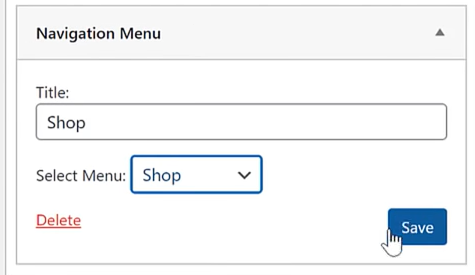 Navigation Menu
Title:
Shop
Select Menu: Shop
Delete
Save